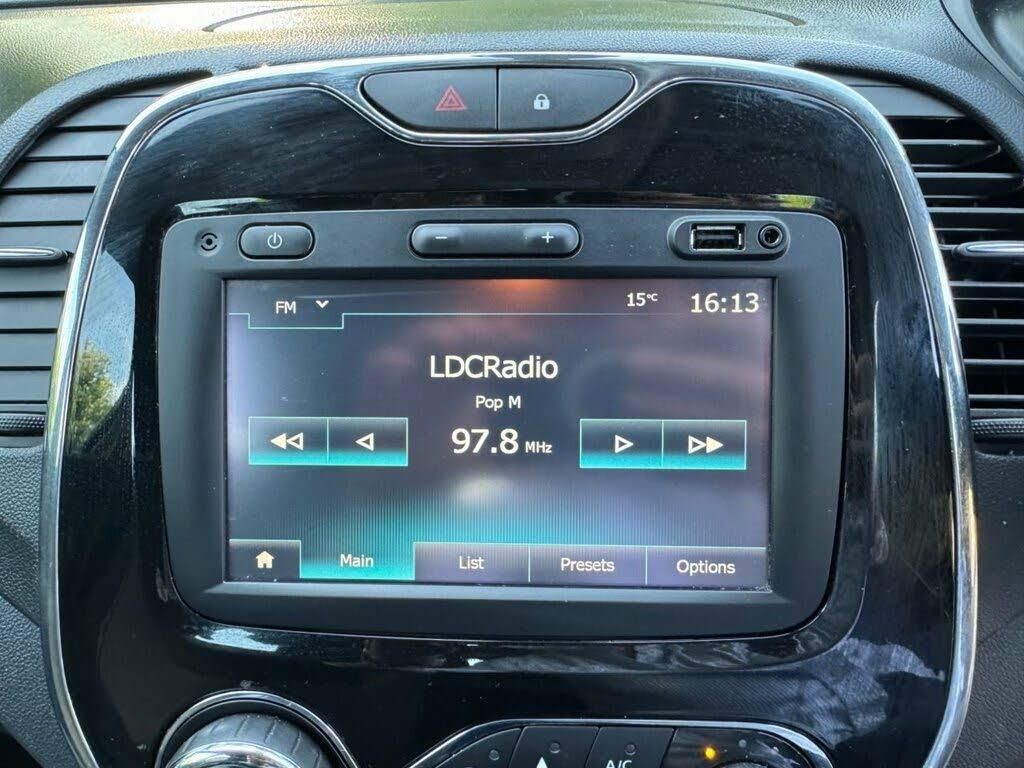 FM
15°C
16:13
LDCRadio
Pop M
97.8 MHz
Main
List
Presets
Options
A/C